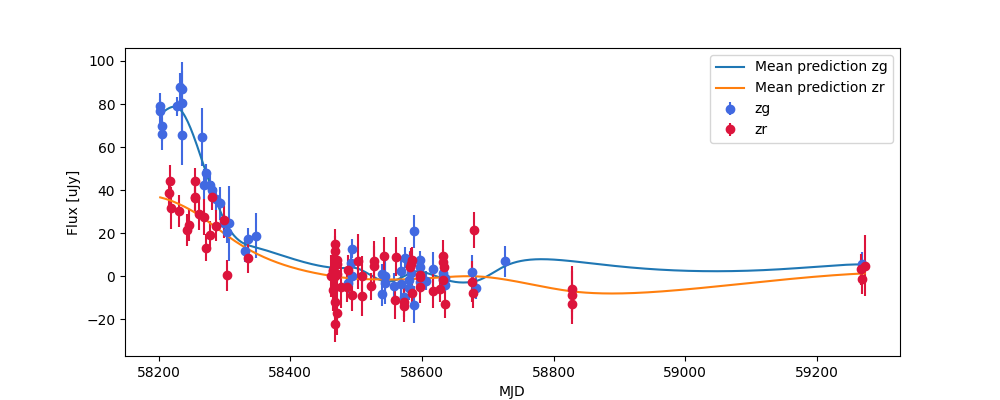 100
80
60
40
20
0
−20
Flux [uJy]
58200
58400
58600
58800
59000
59200
MJD
Mean prediction zg
Mean prediction zr
zg
zr